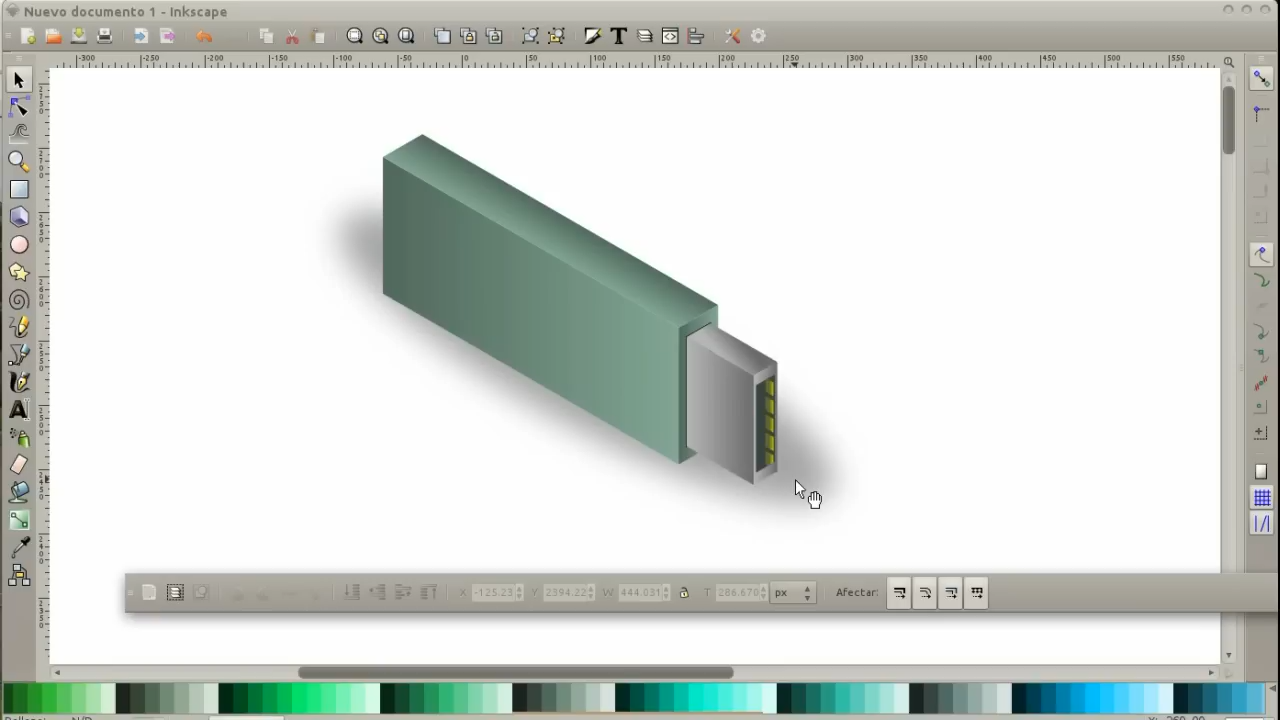 Nuevo documento 1 - Inkscape
-300 -250 -200 -150 -100 -50 0 50 100 150 200 250 300 350 400 450 500 550
X -125.23 Y 2394.22 W 444.031 T 286.670 px Afectar: